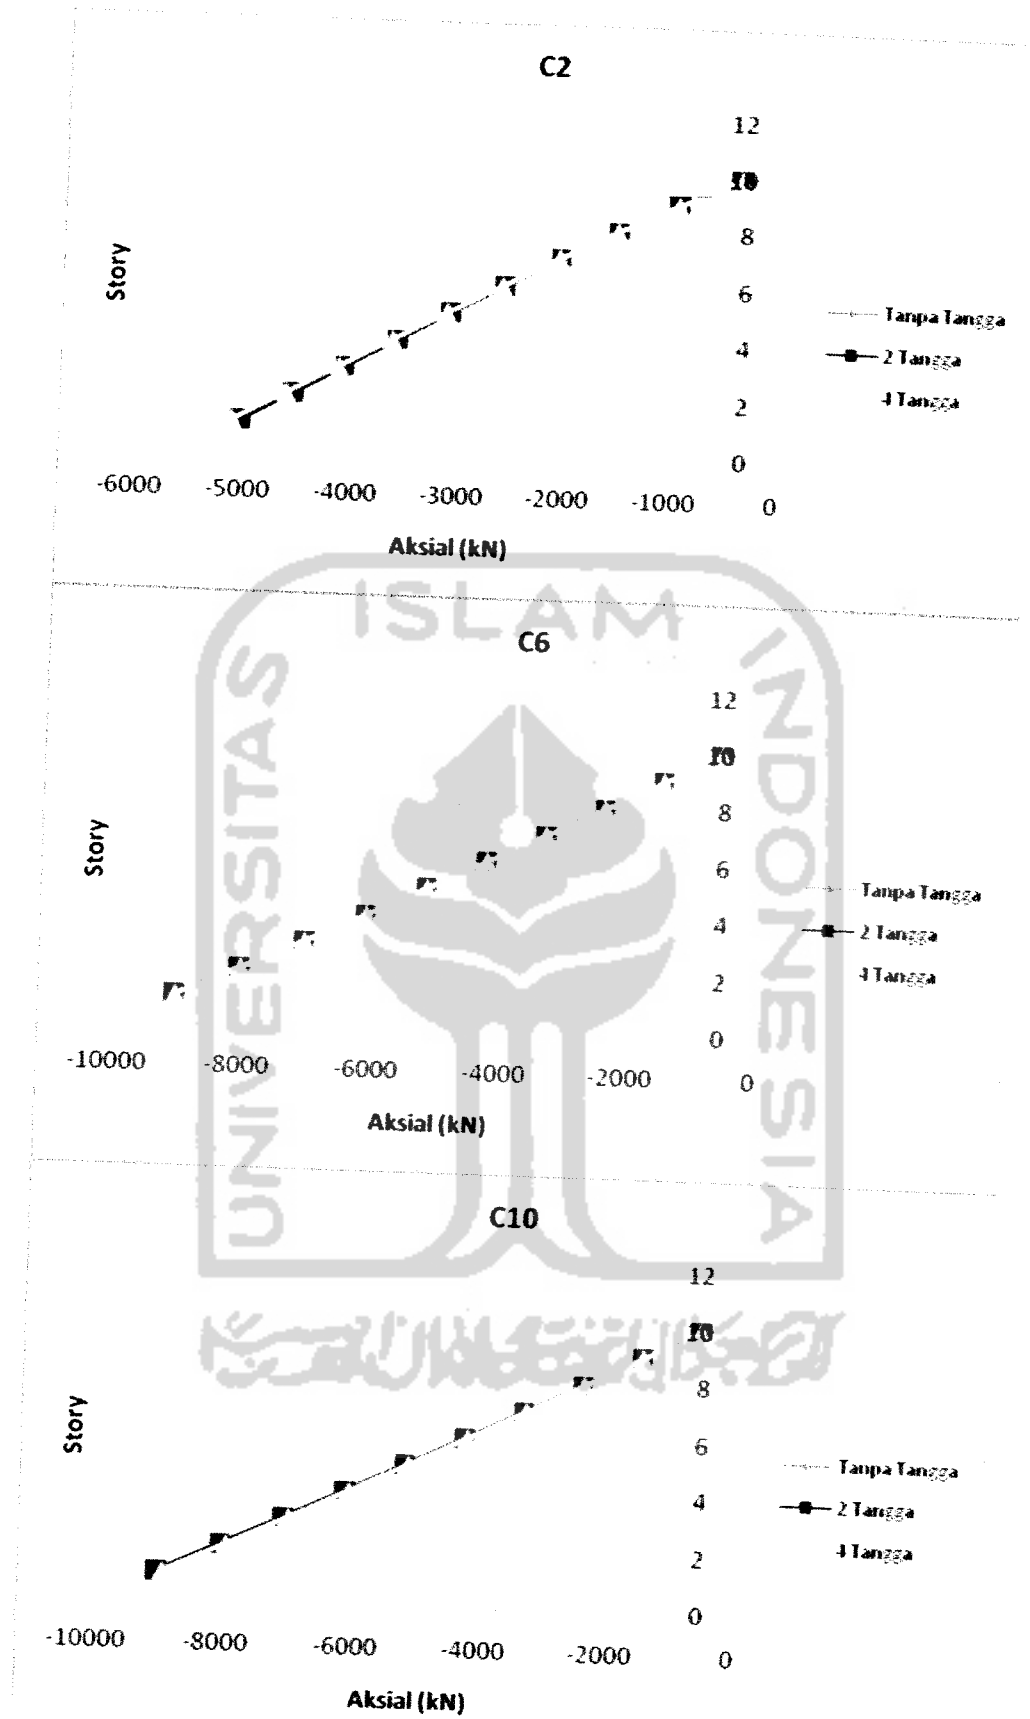 C2
12
10
8
6
4
2
0
Story
-6000 -5000 -4000 -3000 -2000 -1000 0
Aksial (kN)
Tanpa Tangga
2 Tangga
4 Tangga
ISLAM
UNIVERSITAS
INDONESIA
C6
12
10
8
6
4
2
0
Story
-10000 -8000 -6000 -4000 -2000 0
Aksial (kN)
Tanpa Tangga
2 Tangga
4 Tangga
C10
12
10
8
6
4
2
0
Story
-10000 -8000 -6000 -4000 -2000 0
Aksial (kN)
Tanpa Tangga
2 Tangga
4 Tangga